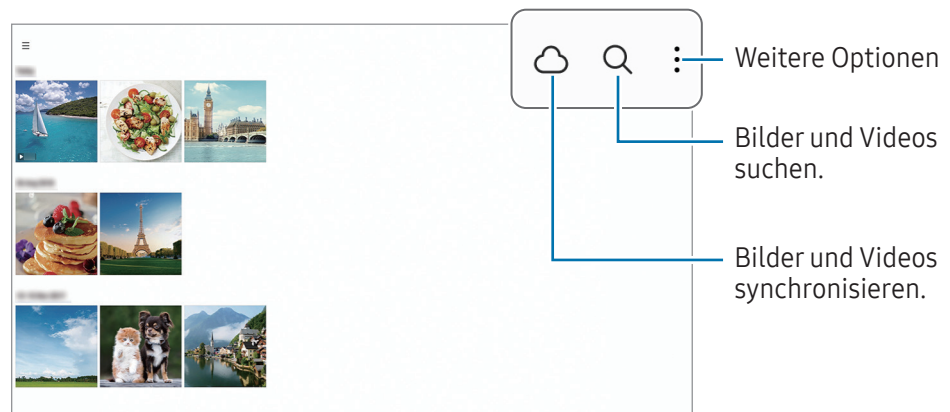 Weitere Optionen
Bilder und Videos
suchen.
Bilder und Videos
synchronisieren.